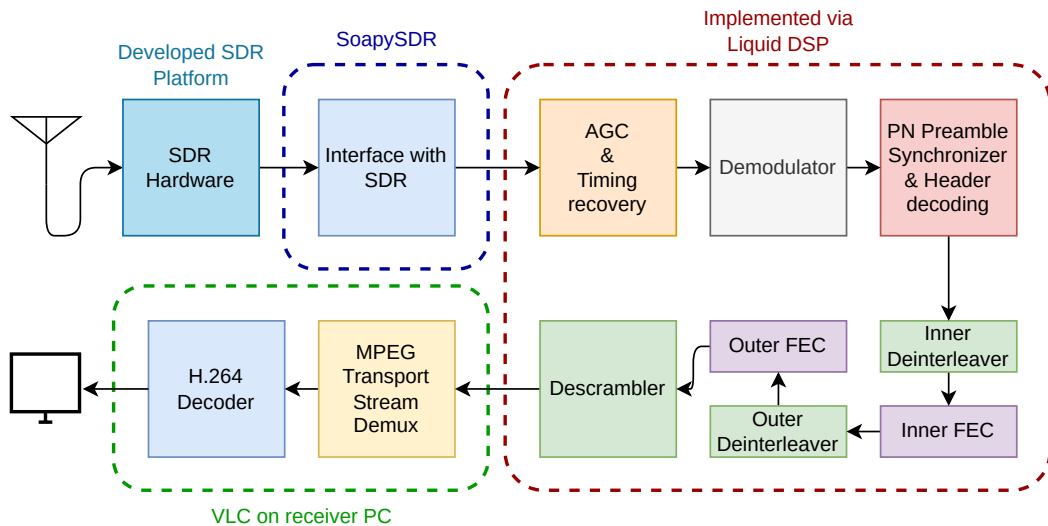 Developed SDR
Platform
SoapySDR
Implemented via
Liquid DSP
SDR
Hardware
Interface with
SDR
AGC
&
Timing
recovery
Demodulator
PN Preamble
Synchronizer
& Header
decoding
Inner
Deinterleaver
Inner FEC
Outer
Deinterleaver
Outer FEC
Descrambler
MPEG
Transport
Stream
Demux
H.264
Decoder
VLC on receiver PC